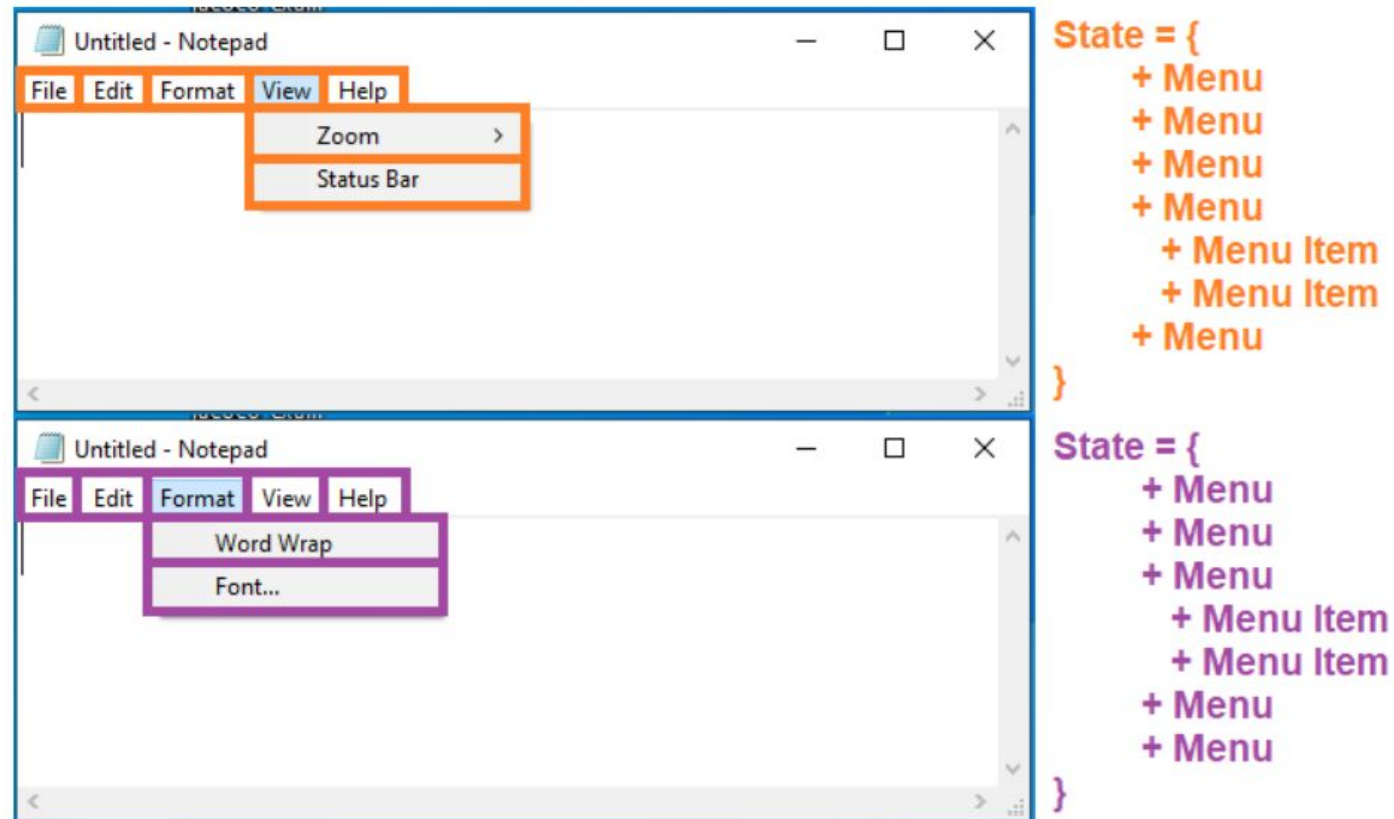 Untitled - Notepad
File Edit Format View Help
Zoom >
Status Bar
State = {
+ Menu
+ Menu
+ Menu
+ Menu
+ Menu Item
+ Menu Item
+ Menu
}
Untitled - Notepad
File Edit Format View Help
Word Wrap
Font...
State = {
+ Menu
+ Menu
+ Menu
+ Menu Item
+ Menu Item
+ Menu
+ Menu
}